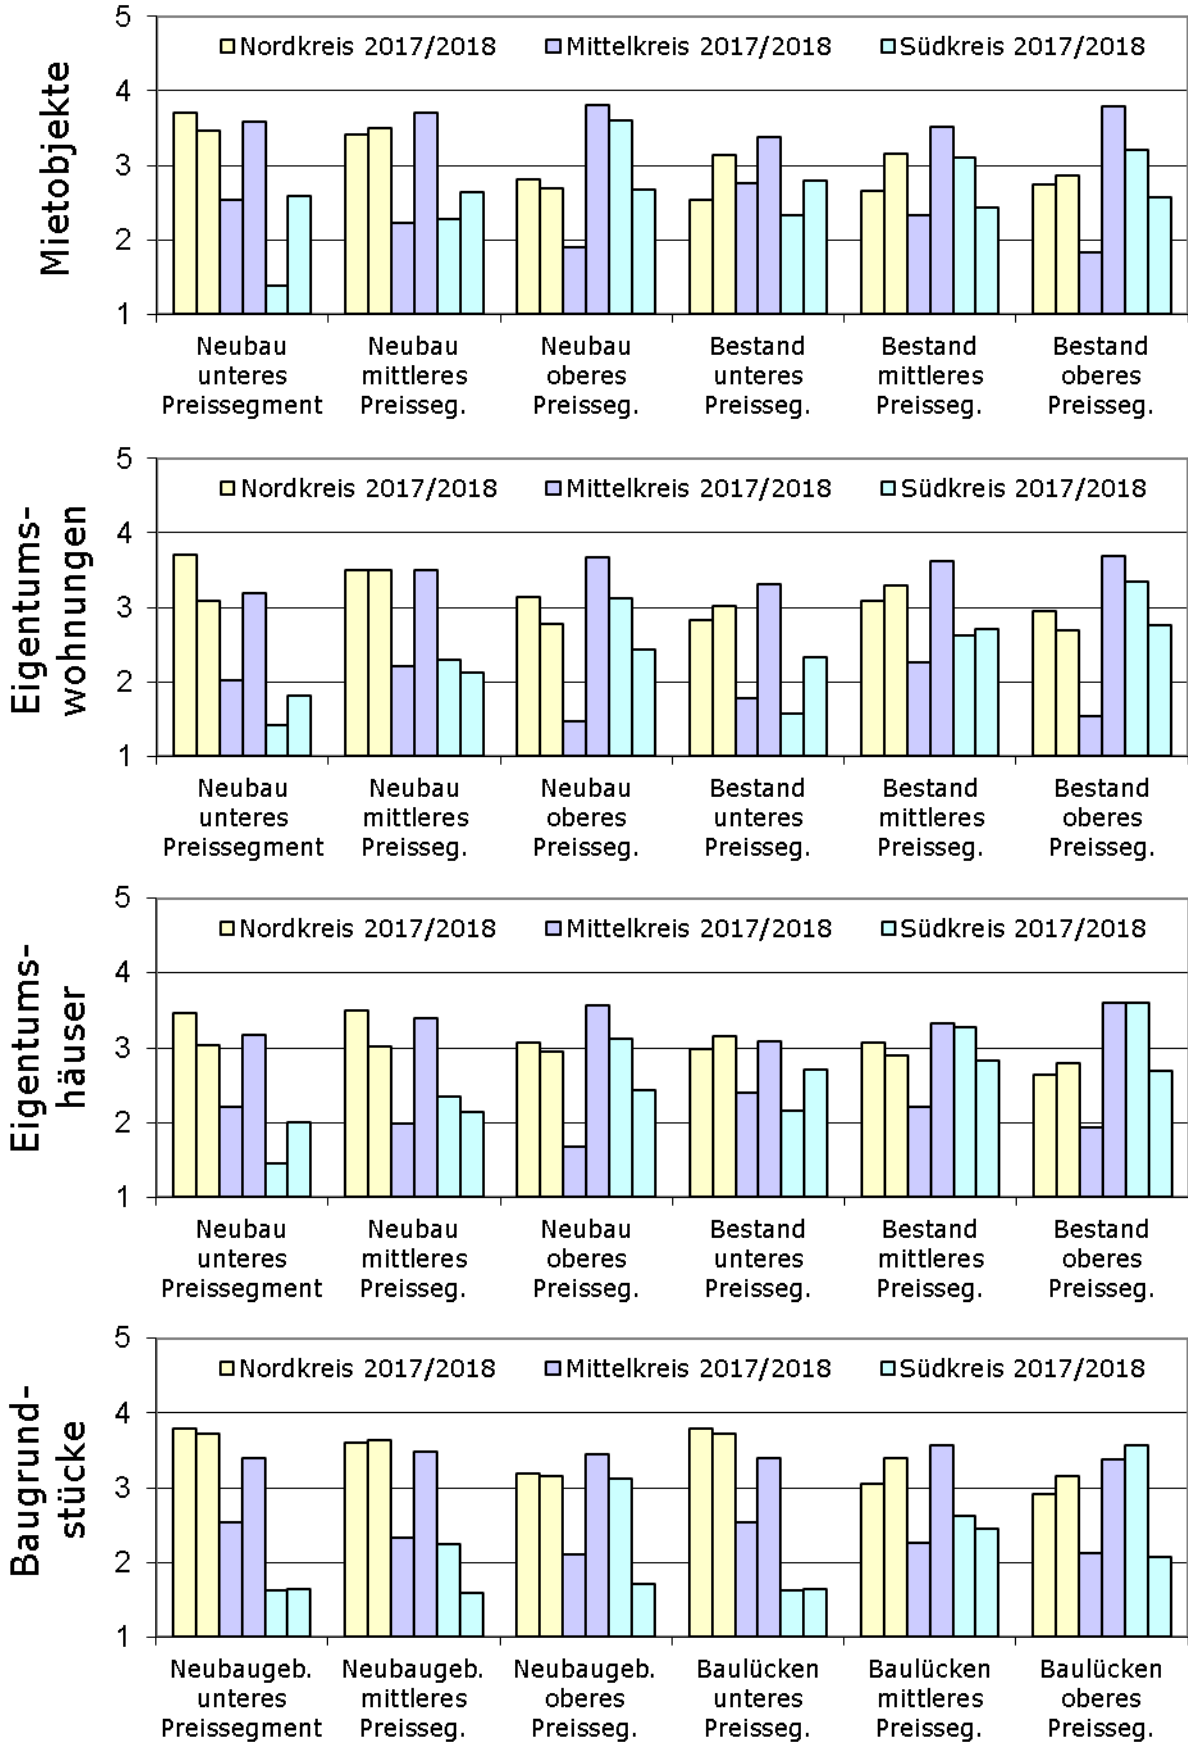 Mietobjekte
5
4
3
2
1
Nordkreis 2017/2018 Mittelkreis 2017/2018 Südkreis 2017/2018
Neubau unteres Preissegment
Neubau mittleres Preisseg.
Neubau oberes Preisseg.
Bestand unteres Preisseg.
Bestand mittleres Preisseg.
Bestand oberes Preisseg.
Eigentums-
wohnungen
5
4
3
2
1
Nordkreis 2017/2018 Mittelkreis 2017/2018 Südkreis 2017/2018
Neubau unteres Preissegment
Neubau mittleres Preisseg.
Neubau oberes Preisseg.
Bestand unteres Preisseg.
Bestand mittleres Preisseg.
Bestand oberes Preisseg.
Eigentums-
häuser
5
4
3
2
1
Nordkreis 2017/2018 Mittelkreis 2017/2018 Südkreis 2017/2018
Neubau unteres Preissegment
Neubau mittleres Preisseg.
Neubau oberes Preisseg.
Bestand unteres Preisseg.
Bestand mittleres Preisseg.
Bestand oberes Preisseg.
Baugrund-
stücke
5
4
3
2
1
Nordkreis 2017/2018 Mittelkreis 2017/2018 Südkreis 2017/2018
Neubaugeb. unteres Preissegment
Neubaugeb. mittleres Preisseg.
Neubaugeb. oberes Preisseg.
Baulücken unteres Preisseg.
Baulücken mittleres Preisseg.
Baulücken oberes Preisseg.